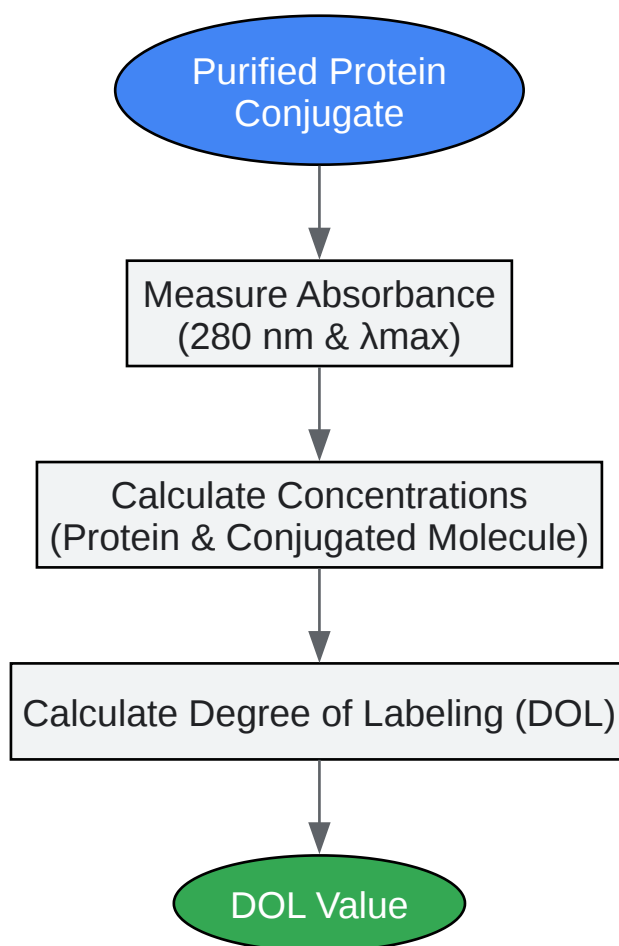 Purified Protein
Conjugate
Measure Absorbance
(280 nm & λmax)
Calculate Concentrations
(Protein & Conjugated Molecule)
Calculate Degree of Labeling (DOL)
DOL Value